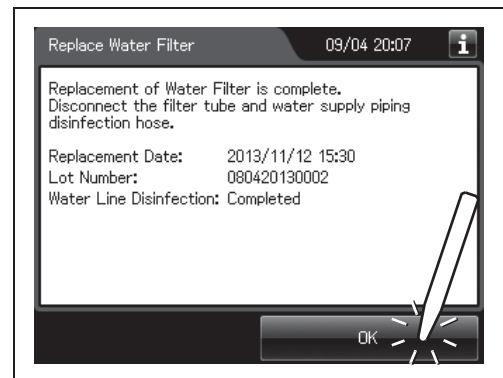 Replace Water Filter 09/04 20:07 i
Replacement of Water Filter is complete.
Disconnect the filter tube and water supply piping
disinfection hose.
Replacement Date: 2013/11/12 15:30
Lot Number: 080420130002
Water Line Disinfection: Completed
OK